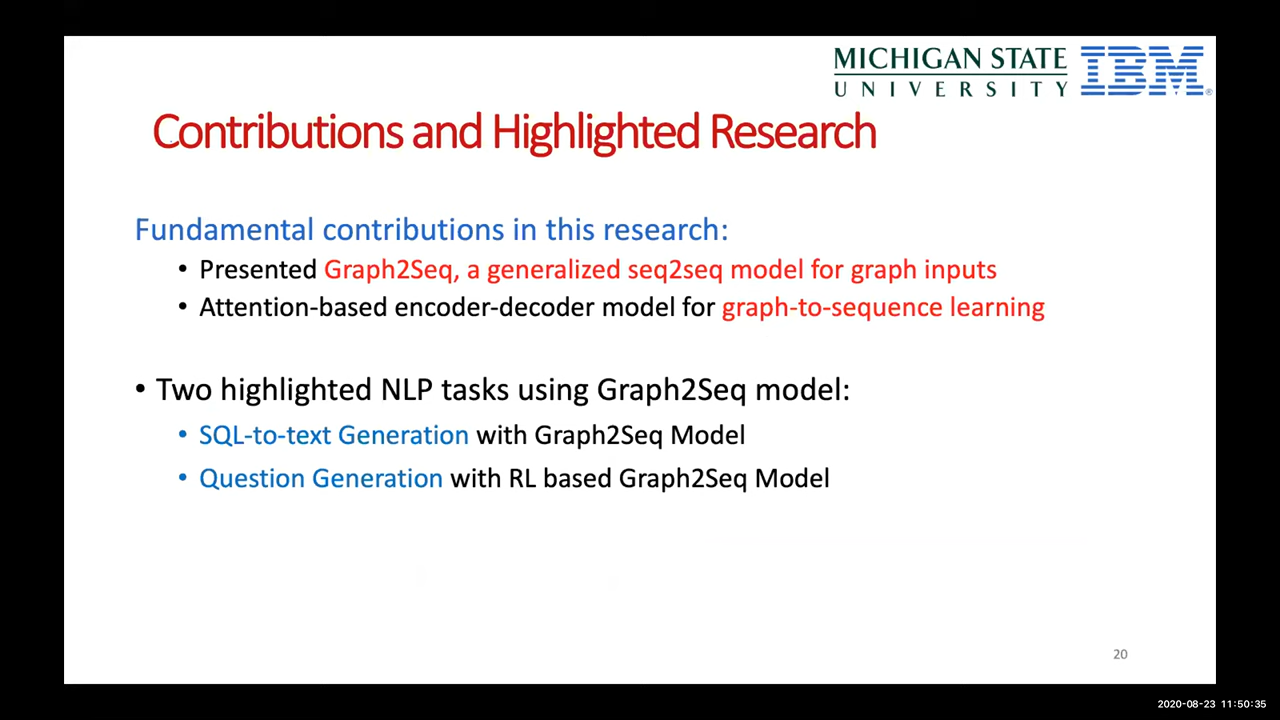 MICHIGAN STATE
UNIVERSITY
IBM®
Contributions and Highlighted Research
Fundamental contributions in this research:
• Presented Graph2Seq, a generalized seq2seq model for graph inputs
• Attention-based encoder-decoder model for graph-to-sequence learning
• Two highlighted NLP tasks using Graph2Seq model:
• SQL-to-text Generation with Graph2Seq Model
• Question Generation with RL based Graph2Seq Model
20
2020-08-23 11:50:35